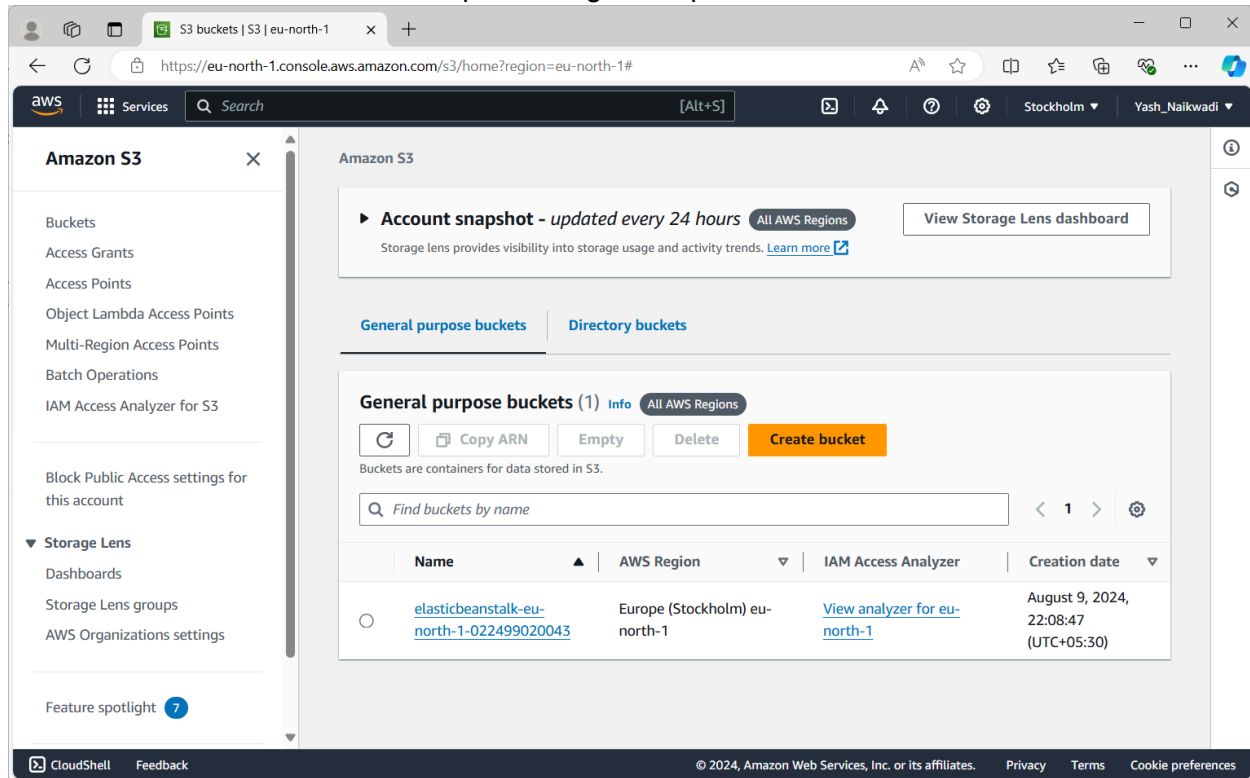 S3 buckets | S3 | eu-north-1
https://eu-north-1.console.aws.amazon.com/s3/home?region=eu-north-1#
aws Services Search [Alt+S] Stockholm ▼ Yash_Naikwadi ▼
Amazon S3
Buckets
Access Grants
Access Points
Object Lambda Access Points
Multi-Region Access Points
Batch Operations
IAM Access Analyzer for S3
Block Public Access settings for
this account
Storage Lens
Dashboards
Storage Lens groups
AWS Organizations settings
Feature spotlight 7
Amazon S3
Account snapshot - updated every 24 hours All AWS Regions
View Storage Lens dashboard
Storage lens provides visibility into storage usage and activity trends. Learn more
General purpose buckets Directory buckets
General purpose buckets (1) Info All AWS Regions
Copy ARN Empty Delete Create bucket
Buckets are containers for data stored in S3.
Find buckets by name 1
Name AWS Region IAM Access Analyzer Creation date
elasticbeanstalk-eu-
north-1-022499020043
Europe (Stockholm) eu-
north-1
View analyzer for eu-
north-1
August 9, 2024,
22:08:47
(UTC+05:30)
CloudShell Feedback © 2024, Amazon Web Services, Inc. or its affiliates. Privacy Terms Cookie preferences